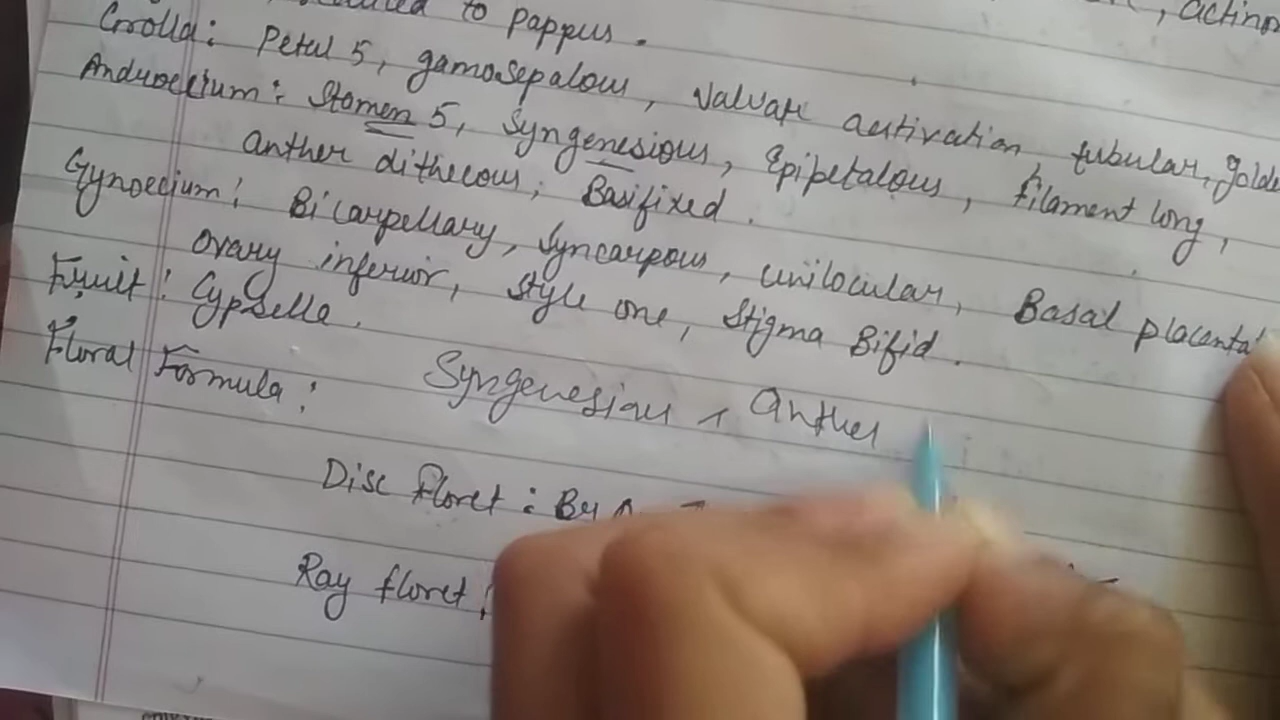 to pappus.
, actino
Corolla: Petal 5, gamosepalous, valvate aestivation, tubular, golde
Androecium: Stamen 5, Syngenesious, Epipetalous, filament long,
anther dithecous, Basifixed.
Gynoecium: Bicarpellary, Syncarpous, unilocular, Basal placenta
ovary inferior, style one, Stigma Bifid.
Fruit: Cypsella.
Floral Formula:
Syngenesious, anther
Disc floret:
Ray floret: